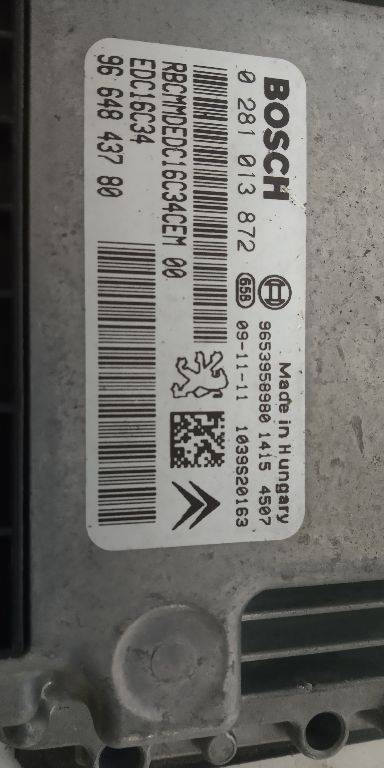 BOSCH
Made in Hungary
9653958980 1415 4507
0 281 013 872 658 09-11-11 1039S20163
RBCMMDEDC16C34CEM 00
EDC16C34
96 648 437 80